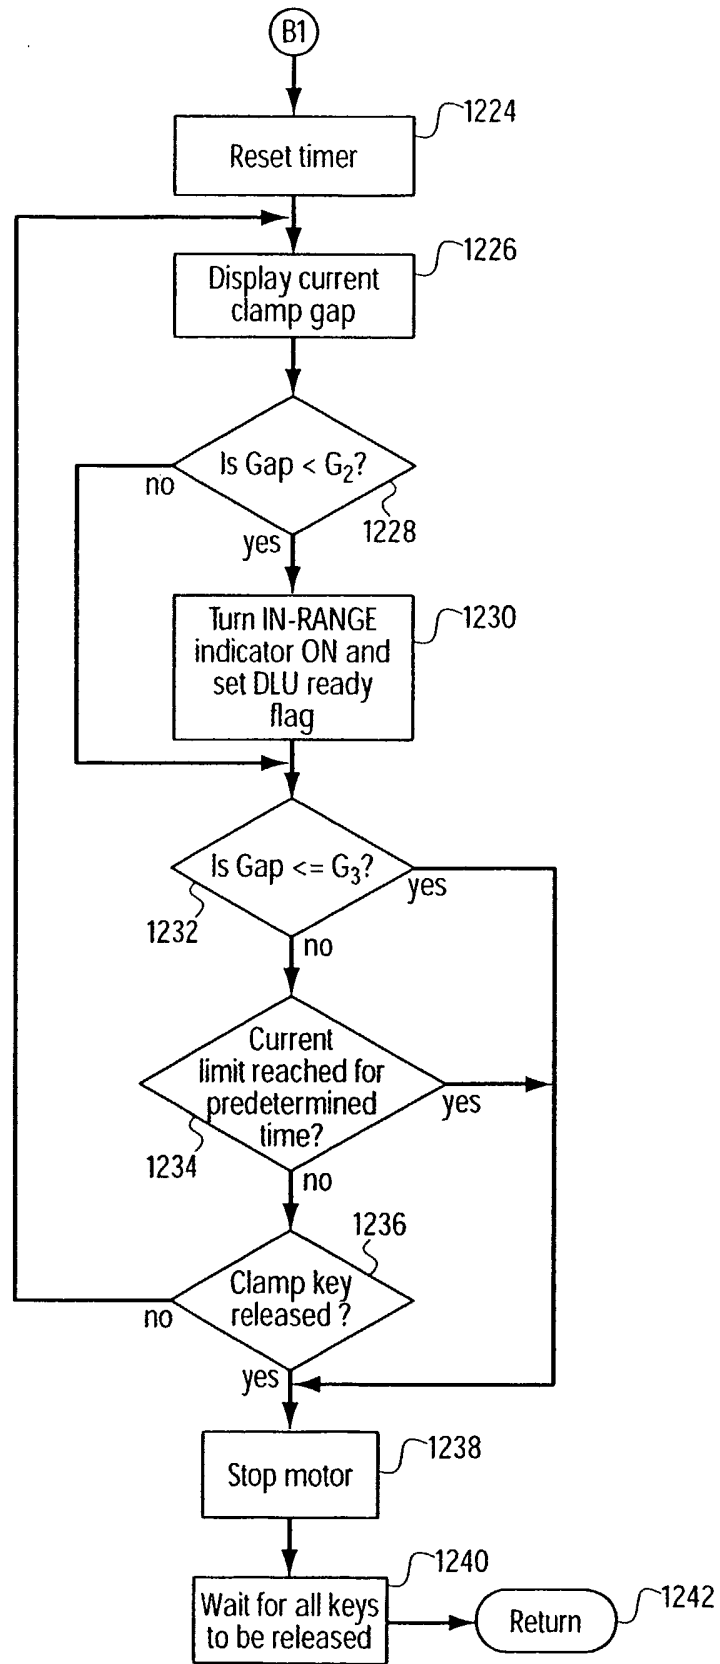 B1
1224
Reset timer
1226
Display current
clamp gap
Is Gap < G2?
no
1228
yes
Turn IN-RANGE
indicator ON and
set DLU ready
flag
1230
Is Gap <= G3?
yes
1232
no
Current
limit reached for
predetermined
time?
yes
1234
no
1236
Clamp key
released ?
no
yes
1238
Stop motor
1240
Wait for all keys
to be released
Return
1242